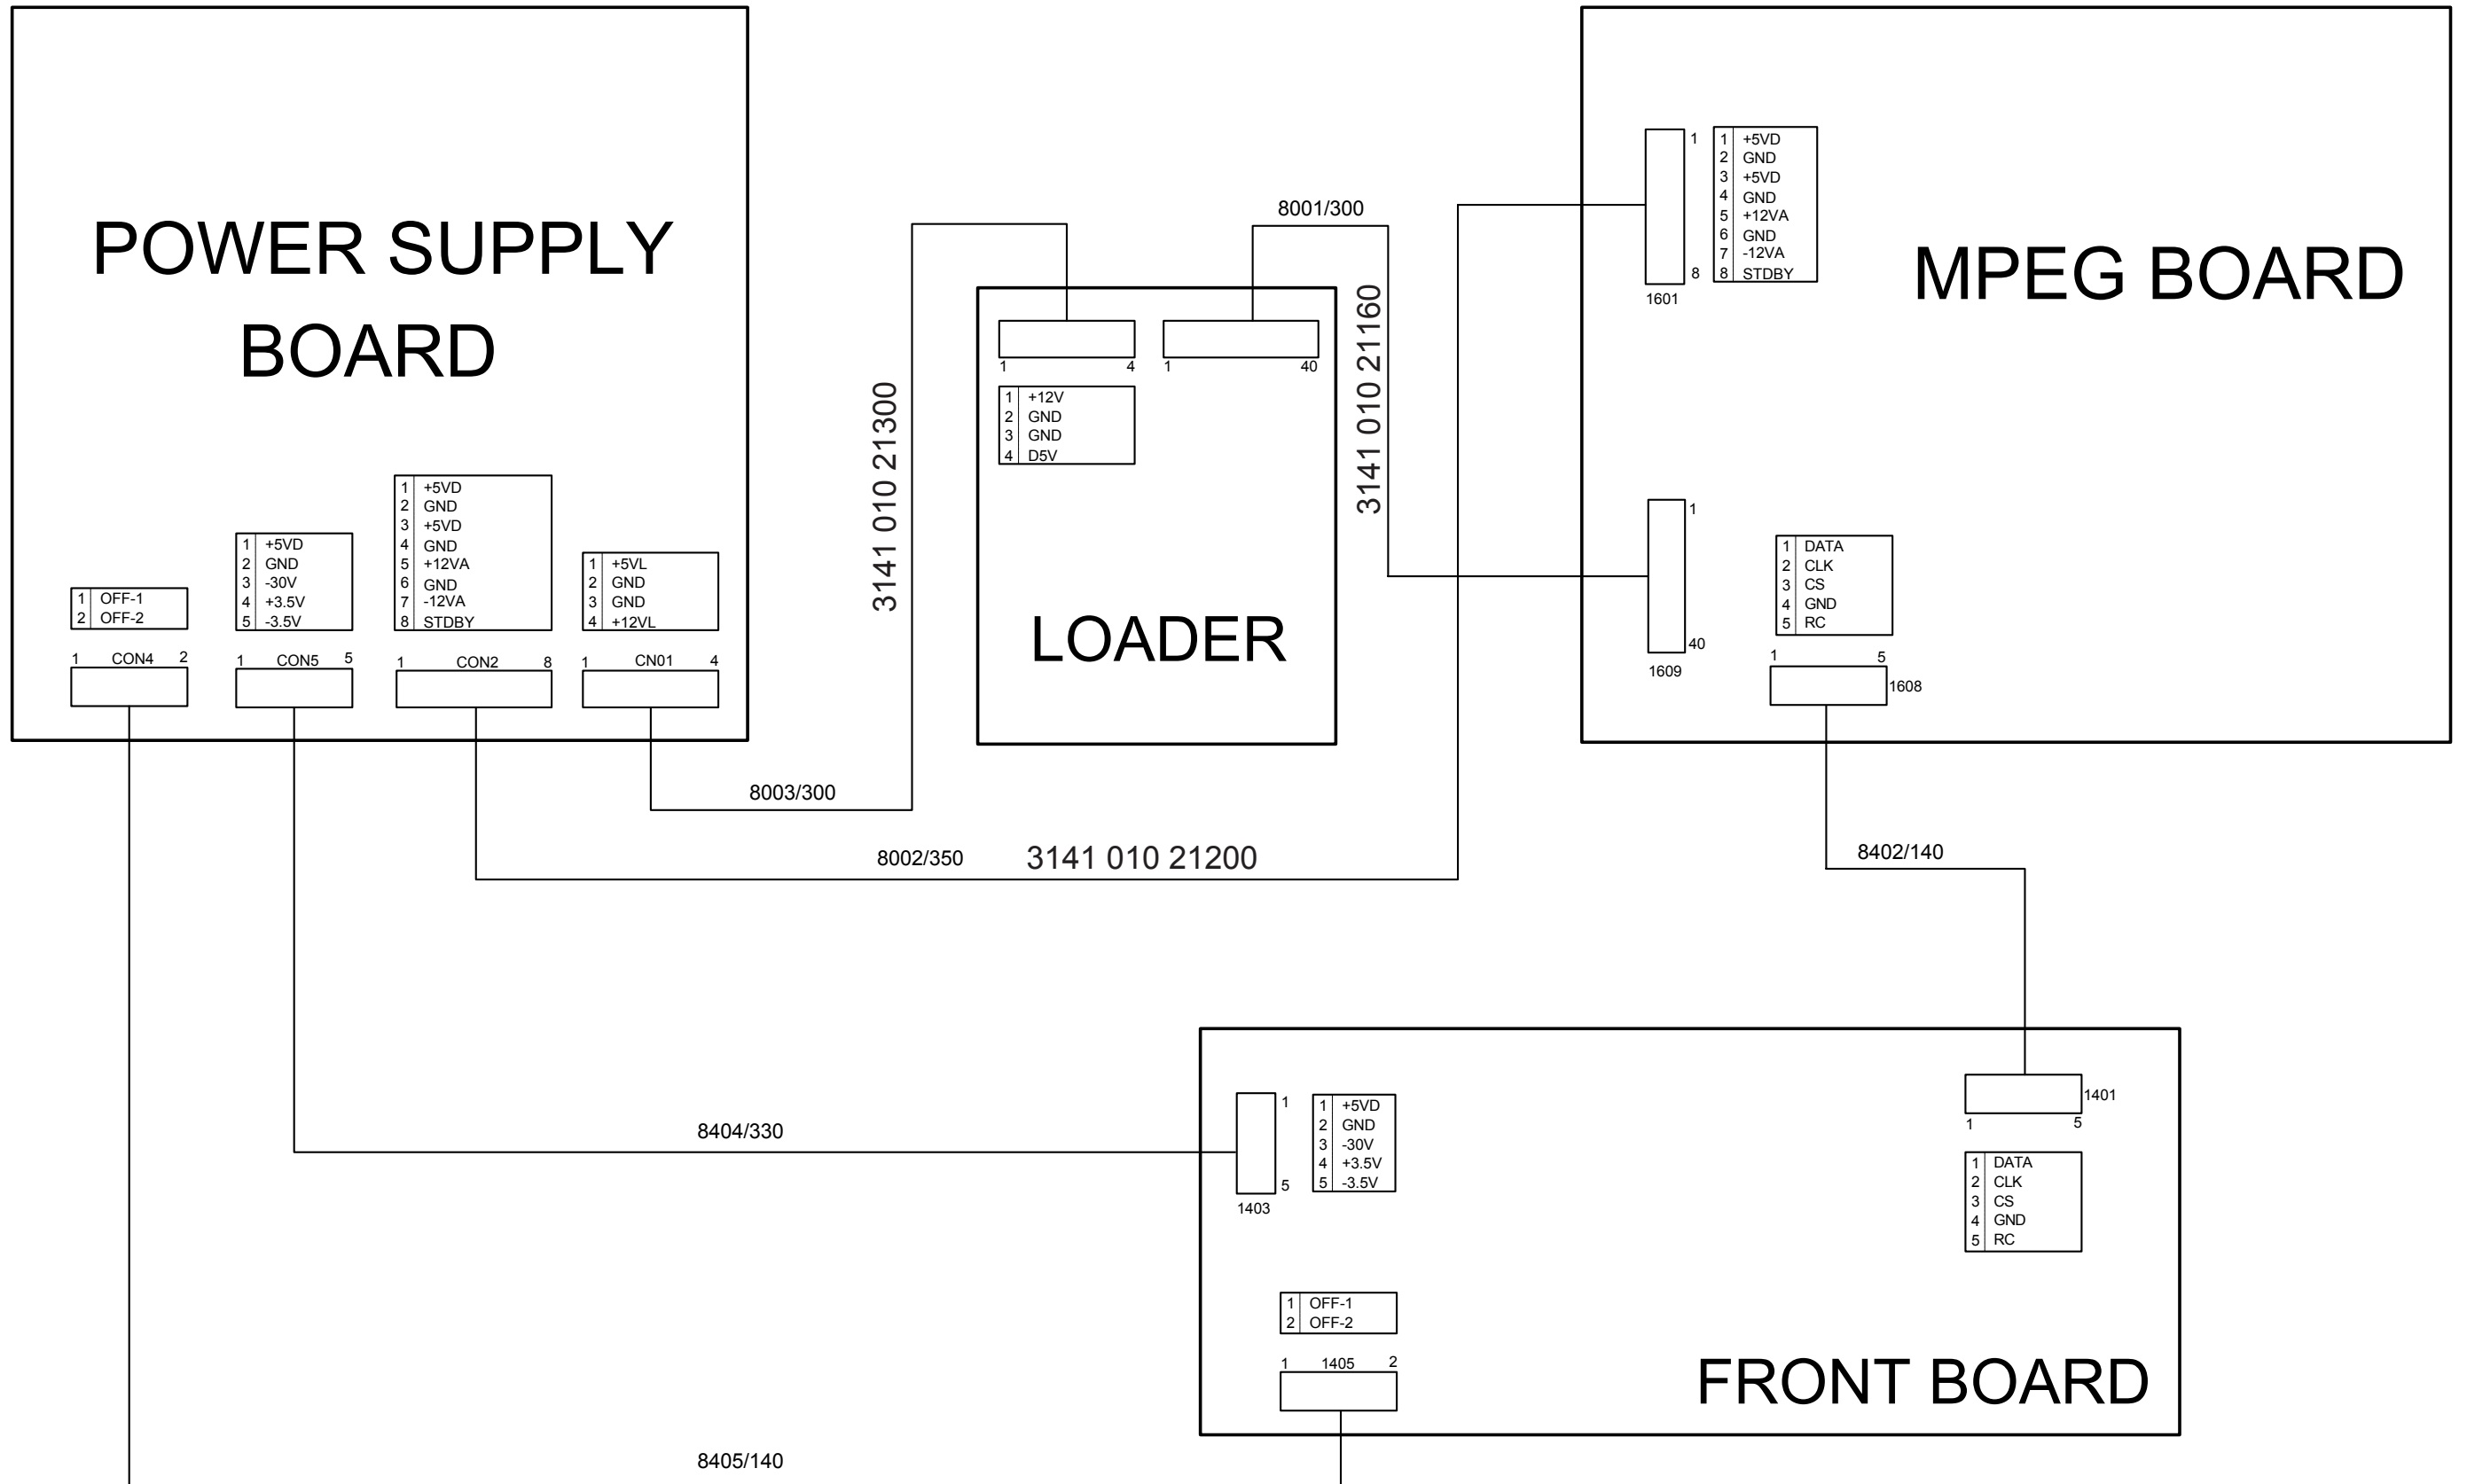 POWER SUPPLY
BOARD
1 OFF-1
2 OFF-2
1 CON4 2
1 +5VD
2 GND
3 -30V
4 +3.5V
5 -3.5V
1 CON5 5
1 +5VD
2 GND
3 +5VD
4 GND
5 +12VA
6 GND
7 -12VA
8 STDBY
1 CON2 8
1 +5VL
2 GND
3 GND
4 +12VL
1 CN01 4
3141 010 21300
8003/300
8002/350 3141 010 21200
8001/300
3141 010 21160
1 4
1 40
1 +12V
2 GND
3 GND
4 D5V
LOADER
MPEG BOARD
1
8
1601
1 +5VD
2 GND
3 +5VD
4 GND
5 +12VA
6 GND
7 -12VA
8 STDBY
1
40
1609
1 DATA
2 CLK
3 CS
4 GND
5 RC
1 5
1608
8402/140
8404/330
1
5
1403
1 +5VD
2 GND
3 -30V
4 +3.5V
5 -3.5V
1401
1 5
1 DATA
2 CLK
3 CS
4 GND
5 RC
1 OFF-1
2 OFF-2
1 1405 2
FRONT BOARD
8405/140